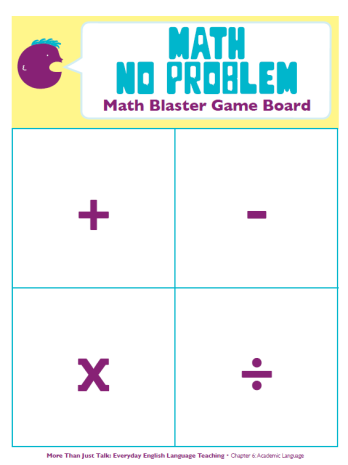 MATH
NO PROBLEM
Math Blaster Game Board
+ -
x ÷
More Than Just Talk: Everyday English Language Teaching • Chapter 6: Academic Language